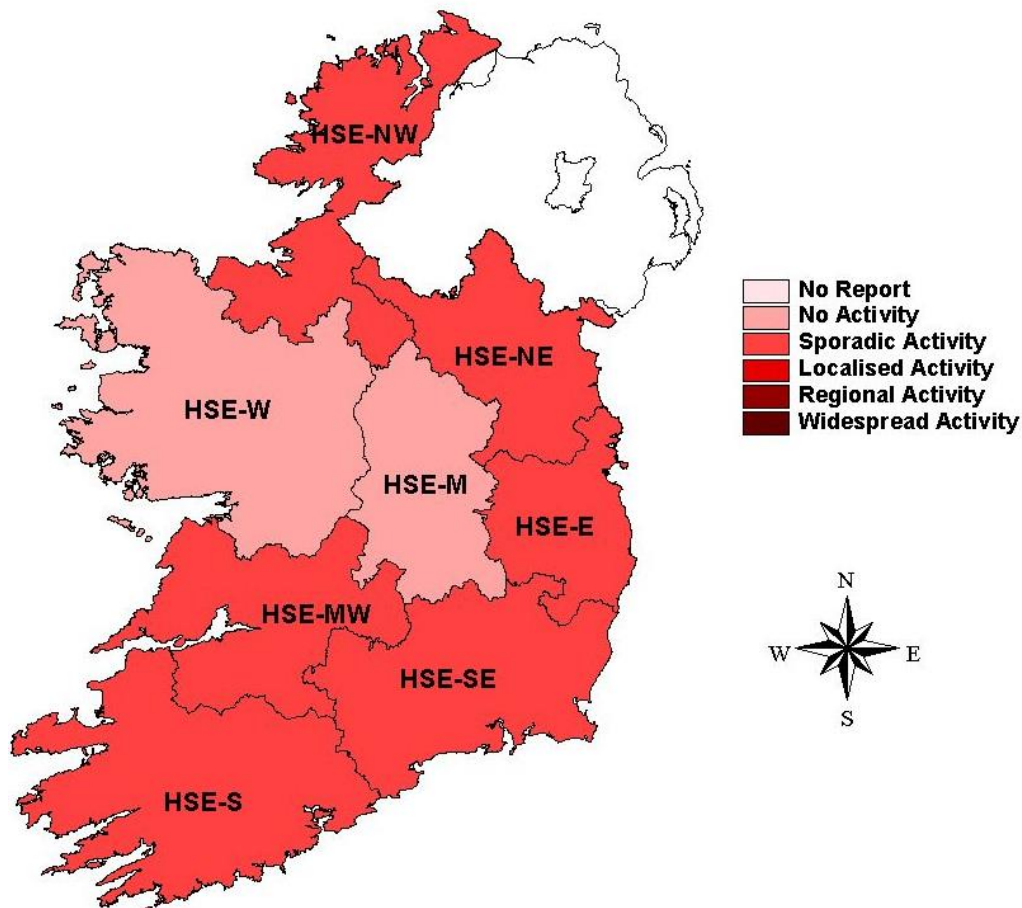 HSE-NW
No Report
No Activity
Sporadic Activity
Localised Activity
Regional Activity
Widespread Activity
HSE-NE
HSE-W
HSE-M
HSE-E
HSE-MW
HSE-SE
HSE-S
N
W
E
S